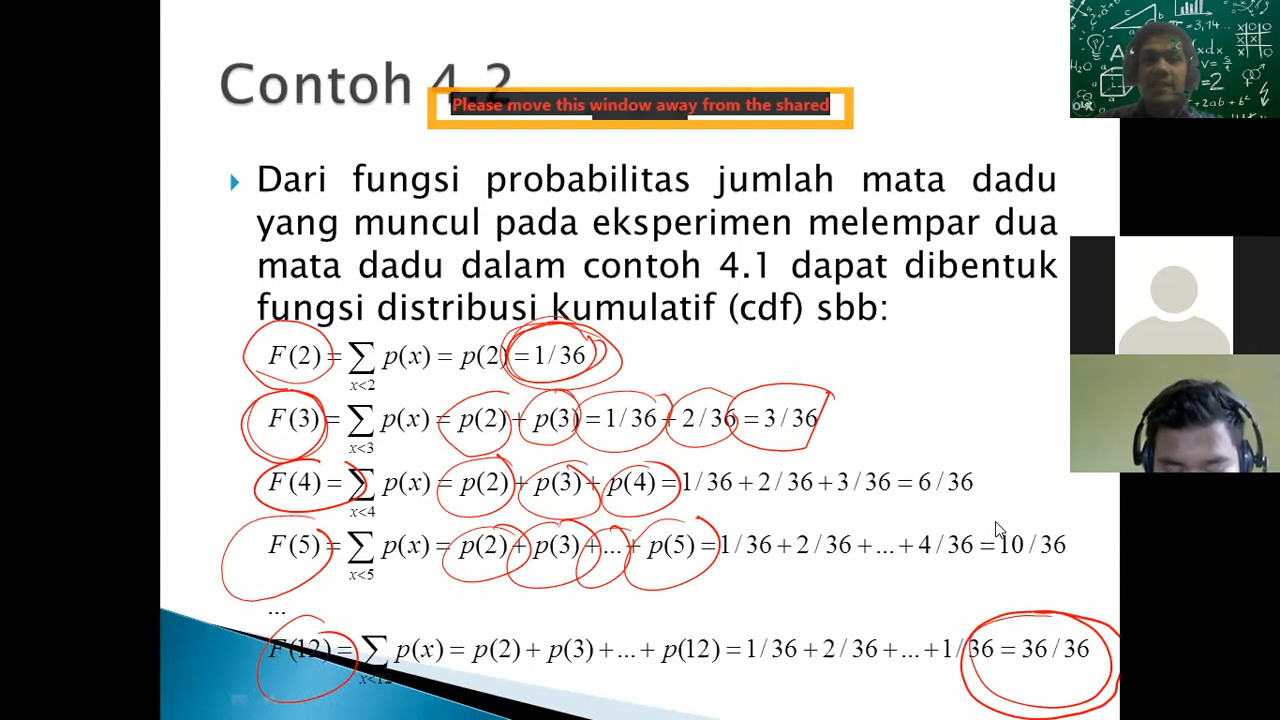 Contoh 4.2
Please move this window away from the shared
Dari fungsi probabilitas jumlah mata dadu
yang muncul pada eksperimen melempar dua
mata dadu dalam contoh 4.1 dapat dibentuk
fungsi distribusi kumulatif (cdf) sbb:
F(2) = ∑ p(x) = p(2) = 1/36
x<2
F(3) = ∑ p(x) = p(2) + p(3) = 1/36 + 2/36 = 3/36
x<3
F(4) = ∑ p(x) = p(2) + p(3) + p(4) = 1/36 + 2/36 + 3/36 = 6/36
x<4
F(5) = ∑ p(x) = p(2) + p(3) + ... + p(5) = 1/36 + 2/36 + ... + 4/36 = 10/36
x<5
...
F(12) = ∑ p(x) = p(2) + p(3) + ... + p(12) = 1/36 + 2/36 + ... + 1/36 = 36/36
x<12